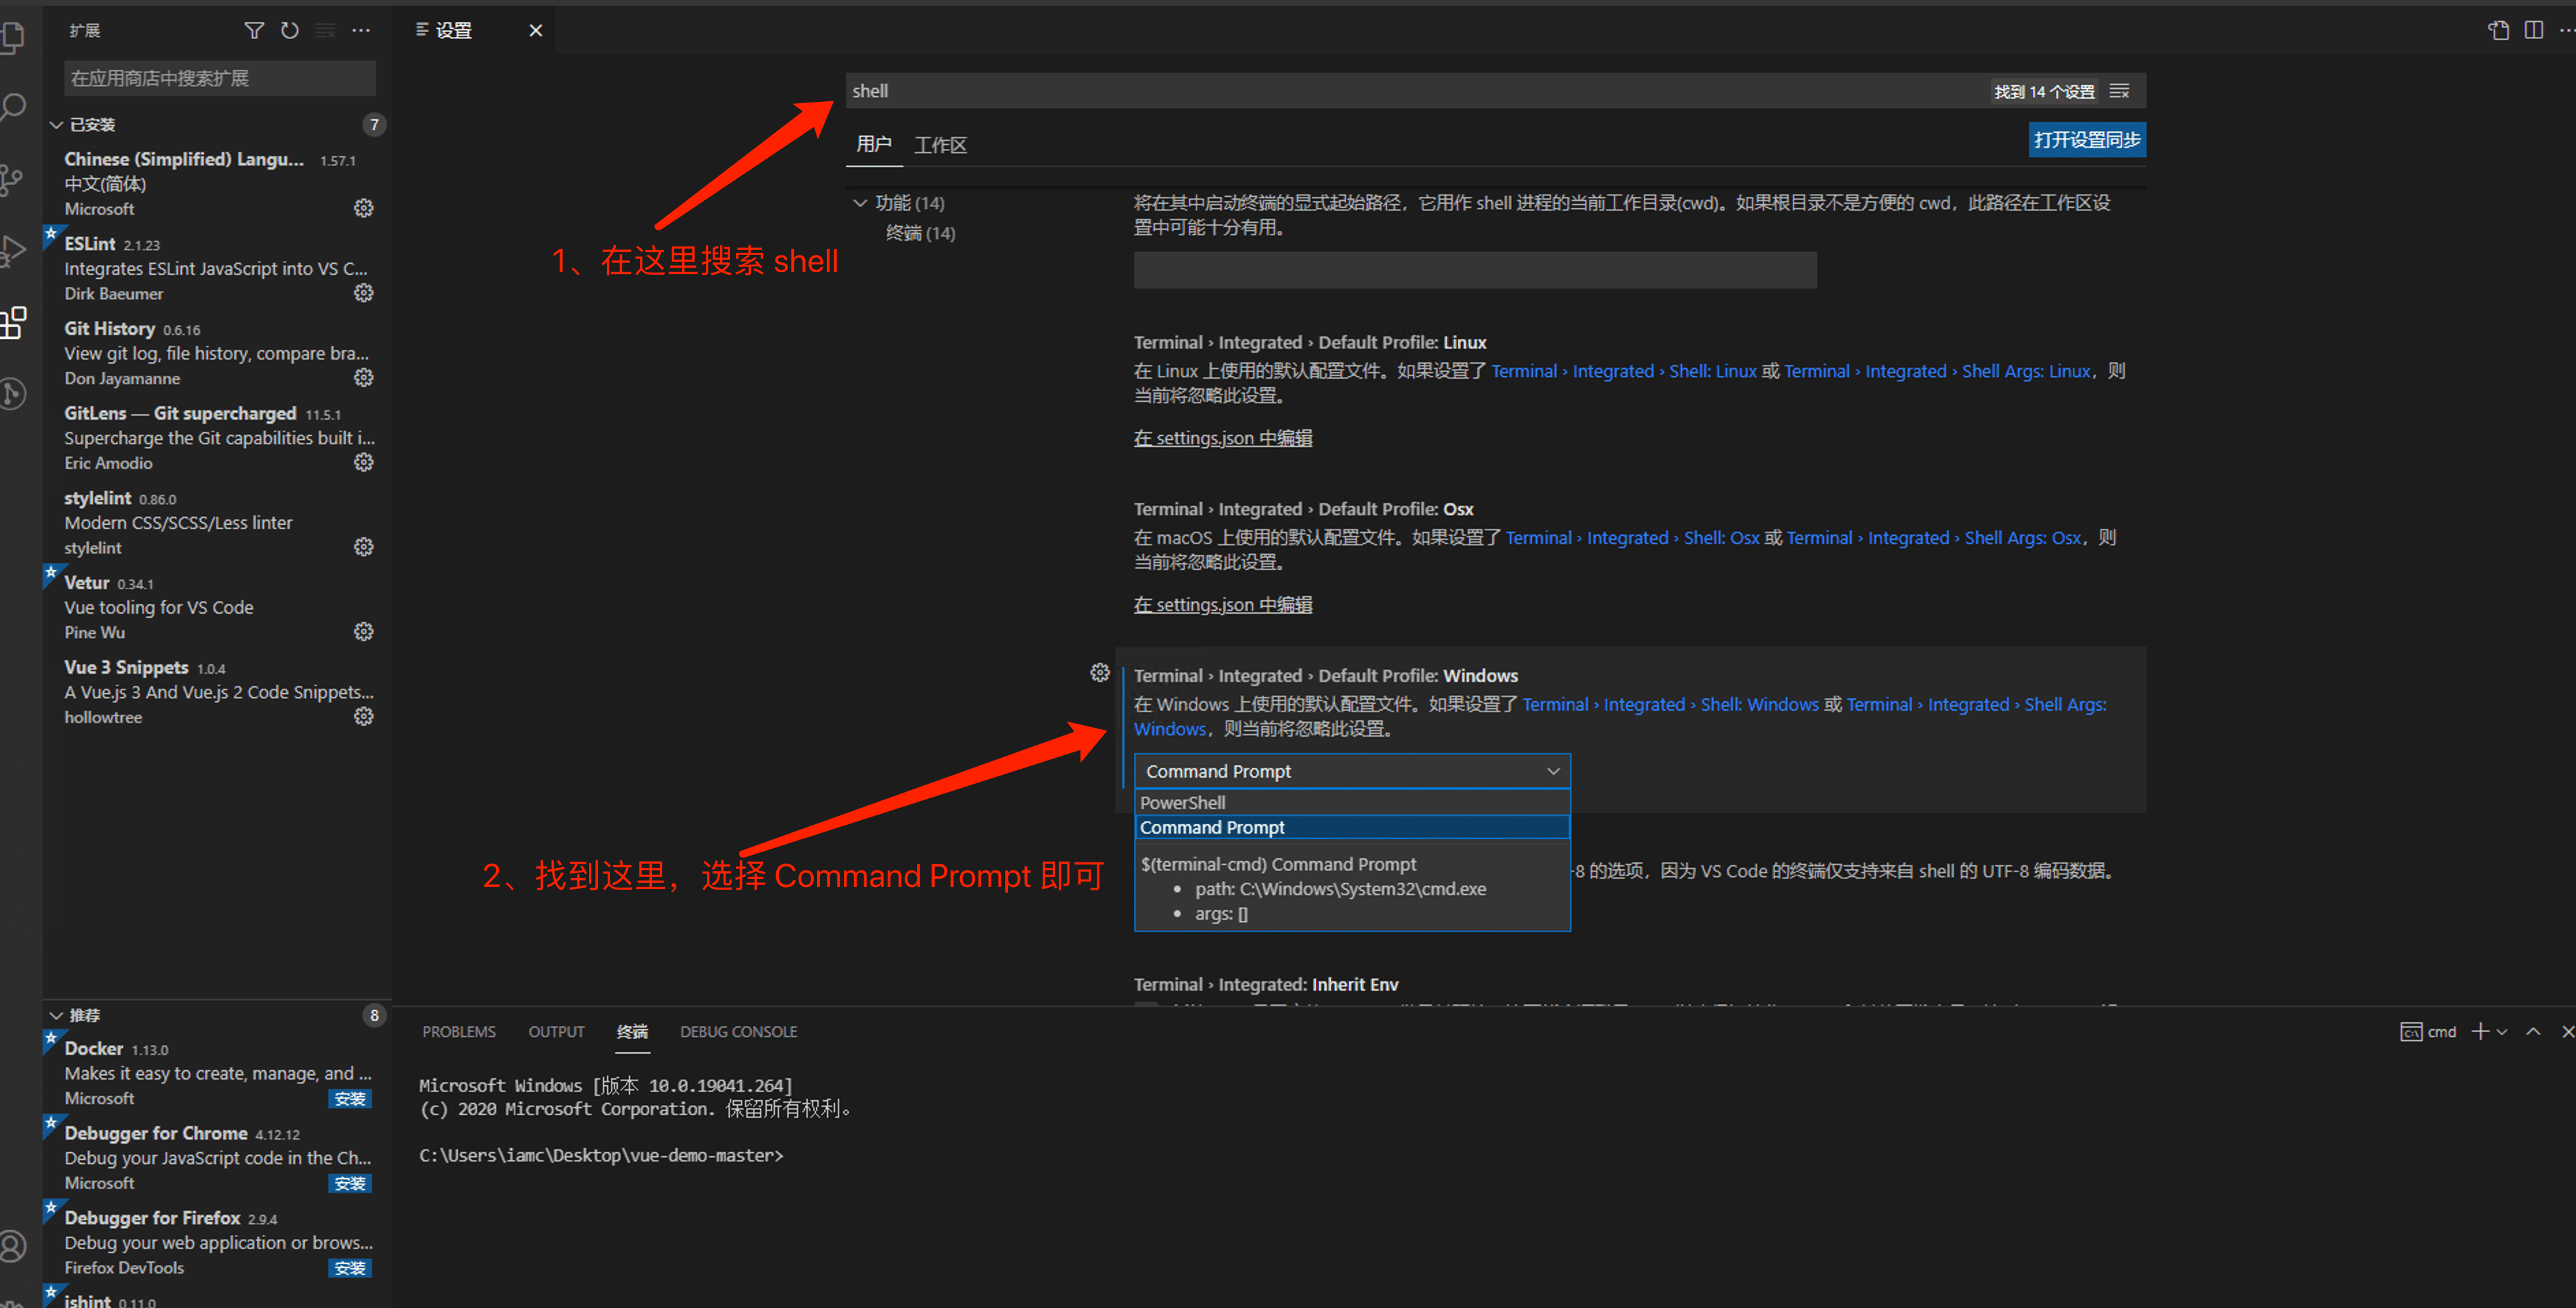 扩展
在应用商店中搜索扩展
已安装 7
Chinese (Simplified) Langu... 1.57.1
中文(简体)
Microsoft
ESLint 2.1.23
Integrates ESLint JavaScript into VS C...
Dirk Baeumer
Git History 0.6.16
View git log, file history, compare bra...
Don Jayamanne
GitLens — Git supercharged 11.5.1
Supercharge the Git capabilities built i...
Eric Amodio
stylelint 0.86.0
Modern CSS/SCSS/Less linter
stylelint
Vetur 0.34.1
Vue tooling for VS Code
Pine Wu
Vue 3 Snippets 1.0.4
A Vue.js 3 And Vue.js 2 Code Snippets...
hollowtree
推荐 8
Docker 1.13.0
Makes it easy to create, manage, and ...
Microsoft 安装
Debugger for Chrome 4.12.12
Debug your JavaScript code in the Ch...
Microsoft 安装
Debugger for Firefox 2.9.4
Debug your web application or brows...
Firefox DevTools 安装
jshint 0.11.0
设置
shell 找到 14 个设置
用户 工作区 打开设置同步
功能 (14)
终端 (14)
1、在这里搜索 shell
将在其中启动终端的显式起始路径，它用作 shell 进程的当前工作目录(cwd)。如果根目录不是方便的 cwd，此路径在工作区设
置中可能十分有用。
Terminal › Integrated › Default Profile: Linux
在 Linux 上使用的默认配置文件。如果设置了 Terminal › Integrated › Shell: Linux 或 Terminal › Integrated › Shell Args: Linux，则
当前将忽略此设置。
在 settings.json 中编辑
Terminal › Integrated › Default Profile: Osx
在 macOS 上使用的默认配置文件。如果设置了 Terminal › Integrated › Shell: Osx 或 Terminal › Integrated › Shell Args: Osx，则
当前将忽略此设置。
在 settings.json 中编辑
Terminal › Integrated › Default Profile: Windows
在 Windows 上使用的默认配置文件。如果设置了 Terminal › Integrated › Shell: Windows 或 Terminal › Integrated › Shell Args:
Windows，则当前将忽略此设置。
Command Prompt
PowerShell
Command Prompt
2、找到这里，选择 Command Prompt 即可
$(terminal-cmd) Command Prompt
• path: C:\Windows\System32\cmd.exe
• args: []
-8 的选项，因为 VS Code 的终端仅支持来自 shell 的 UTF-8 编码数据。
Terminal › Integrated: Inherit Env
PROBLEMS OUTPUT 终端 DEBUG CONSOLE cmd
Microsoft Windows [版本 10.0.19041.264]
(c) 2020 Microsoft Corporation. 保留所有权利。
C:\Users\iamc\Desktop\vue-demo-master>